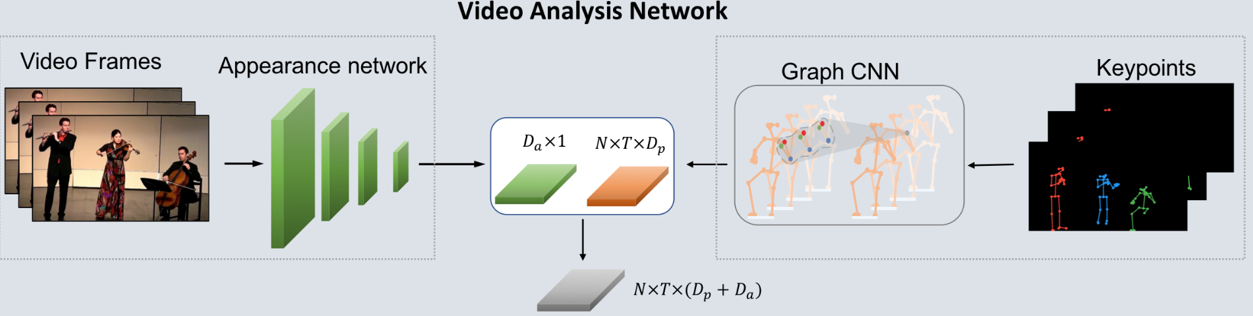 Video Analysis Network
Video Frames
Appearance network
Graph CNN
Keypoints
D_a×1
N×T×D_p
N×T×(D_p + D_a)